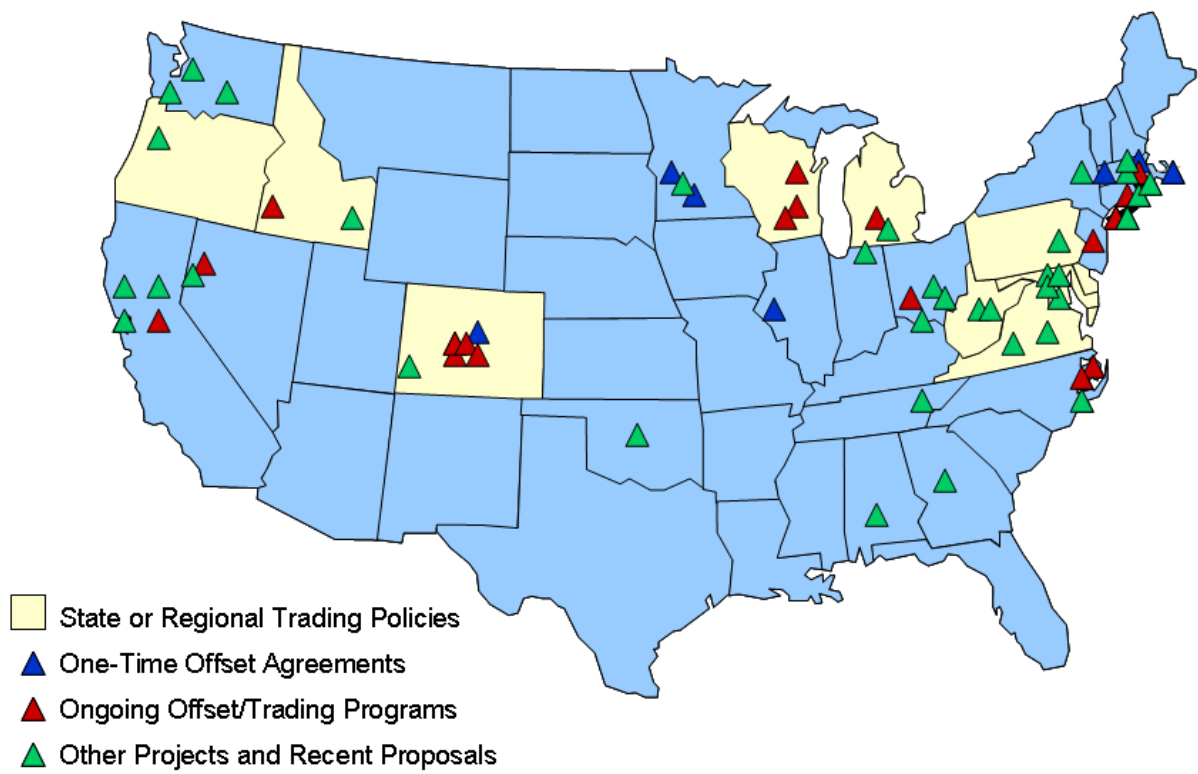 State or Regional Trading Policies
One-Time Offset Agreements
Ongoing Offset/Trading Programs
Other Projects and Recent Proposals